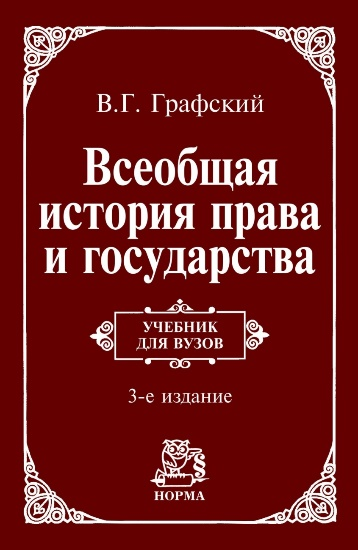 В.Г. Графский
Всеобщая
история права
и государства
УЧЕБНИК
ДЛЯ ВУЗОВ
3-е издание
§
НОРМА